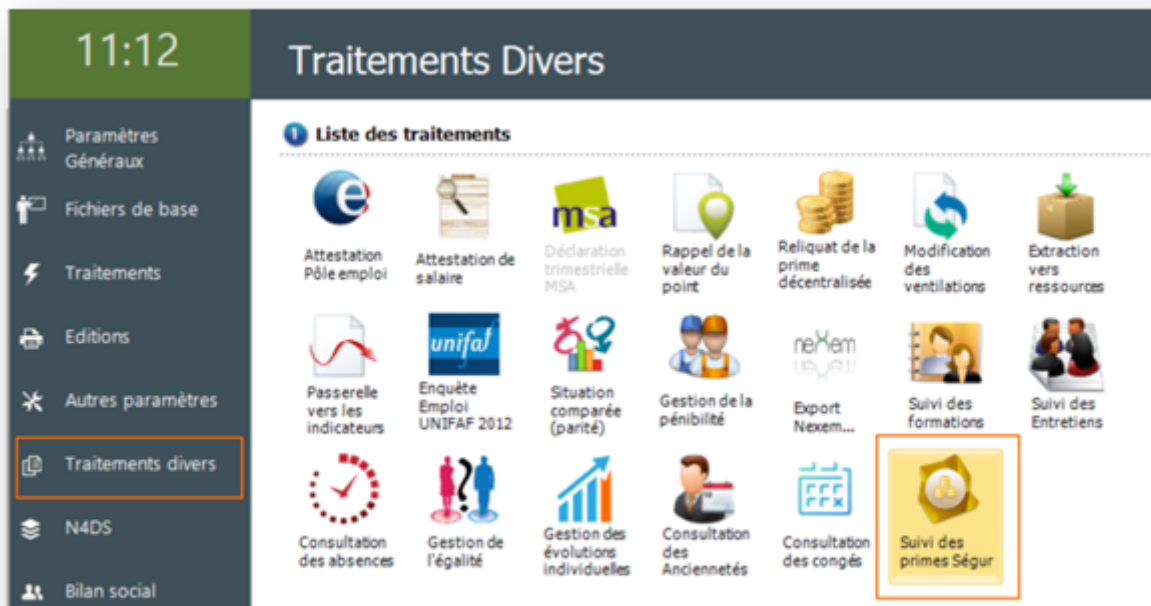 11:12
Traitements Divers
Paramètres
Généraux
Fichiers de base
Traitements
Editions
Autres paramètres
Traitements divers
N4DS
Bilan social
1 Liste des traitements
Attestation
Pôle emploi
Attestation de
salaire
msa
Déclaration
trimestrielle
MSA
Rappel de la
valeur du
point
Reliquat de la
prime
décentralisée
Modification
des
ventilations
Extraction
vers
ressources
Passerelle
vers les
indicateurs
unifaf
Enquête
Emploi
UNIFAF 2012
Situation
comparée
(parité)
Gestion de la
pénibilité
neXem
Export
Nexem...
Suivi des
formations
Suivi des
Entretiens
Consultation
des absences
Gestion de
l'égalité
Gestion des
évolutions
individuelles
Consultation
des
Anciennetés
Consultation
des congés
Suivi des
primes Ségur